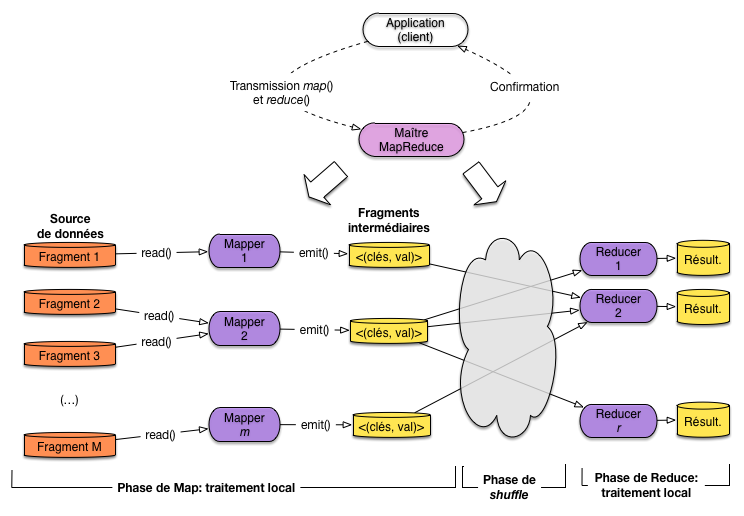 Application
(client)
Transmission map()
et reduce()
Confirmation
Maître
MapReduce
Source
de données
Fragments
intermédiaires
Fragment 1
read()
Mapper
1
emit()
<(clés, val)>
Reducer
1
Résult.
Fragment 2
read()
Mapper
2
emit()
<(clés, val)>
Reducer
2
Résult.
Fragment 3
read()
(...)
Fragment M
read()
Mapper
m
emit()
<(clés, val)>
Reducer
r
Résult.
Phase de Map: traitement local
Phase de
shuffle
Phase de Reduce:
traitement local